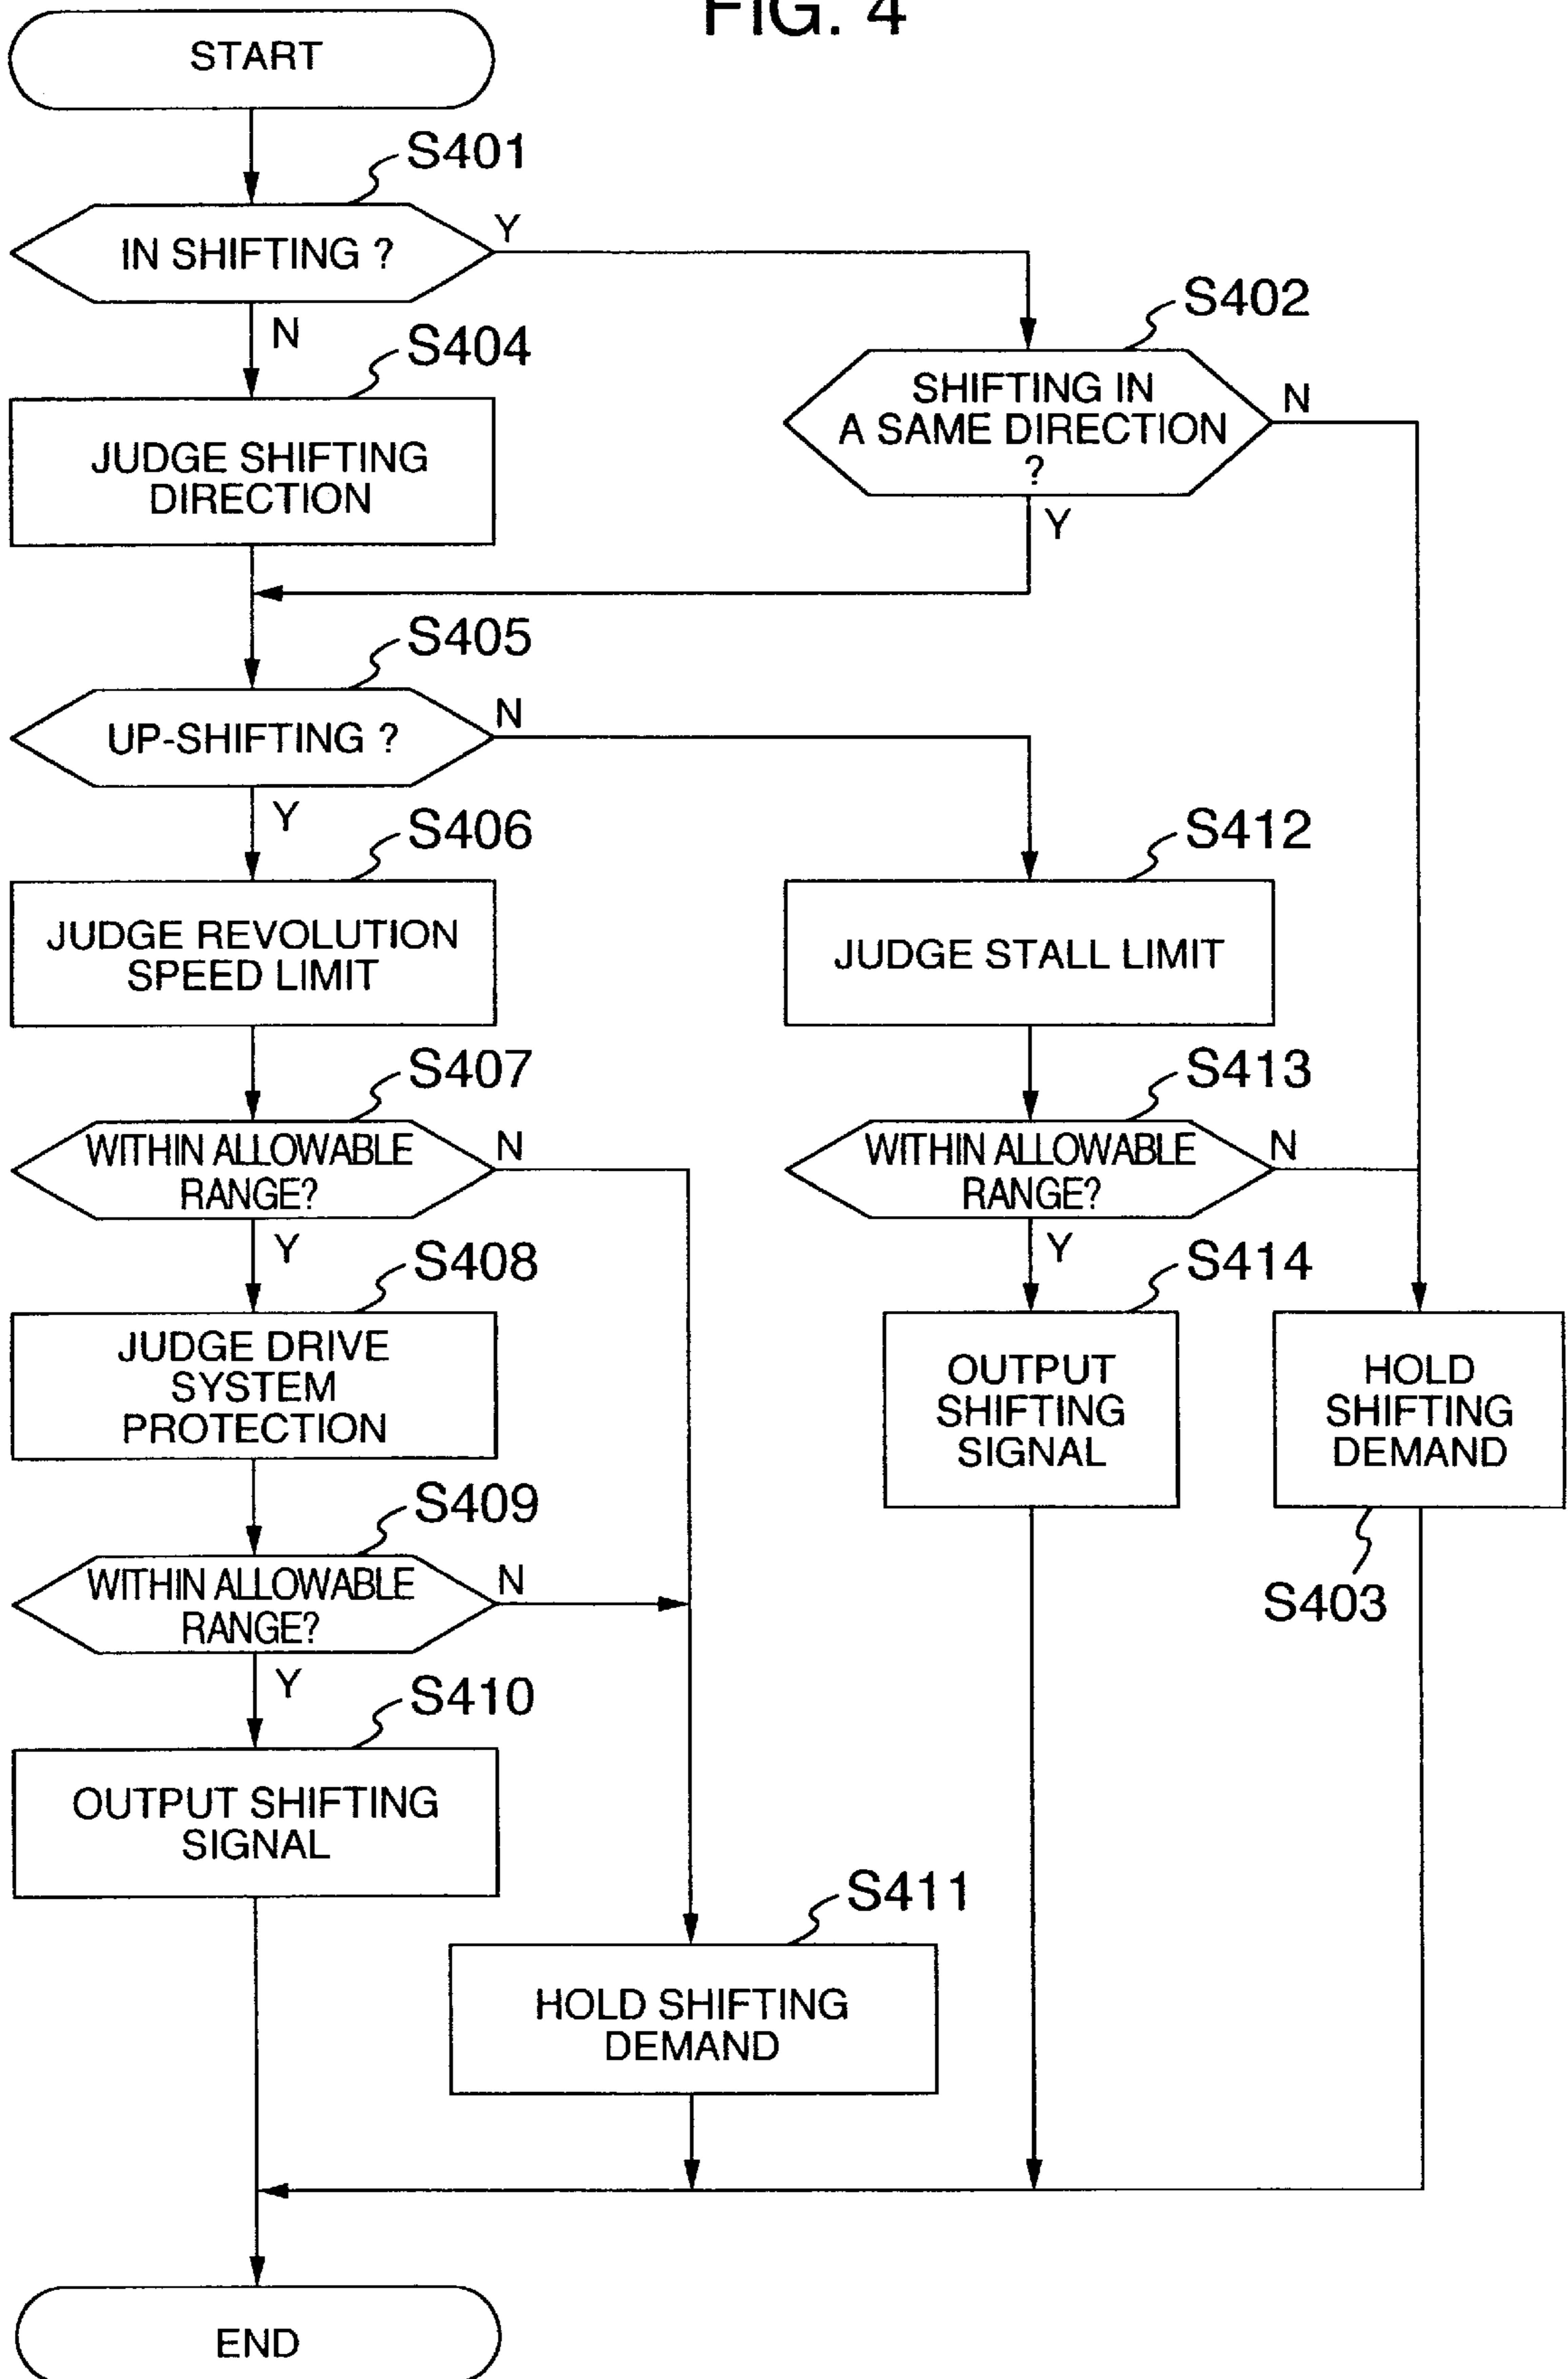 FIG. 4
START
S401
IN SHIFTING ?
Y
N
S402
SHIFTING IN
A SAME DIRECTION
?
N
Y
S404
JUDGE SHIFTING
DIRECTION
S405
UP-SHIFTING ?
N
Y
S406
JUDGE REVOLUTION
SPEED LIMIT
S412
JUDGE STALL LIMIT
S407
WITHIN ALLOWABLE
RANGE?
N
Y
S413
WITHIN ALLOWABLE
RANGE?
N
Y
S408
JUDGE DRIVE
SYSTEM
PROTECTION
S414
OUTPUT
SHIFTING
SIGNAL
HOLD
SHIFTING
DEMAND
S403
S409
WITHIN ALLOWABLE
RANGE?
N
Y
S410
OUTPUT SHIFTING
SIGNAL
S411
HOLD SHIFTING
DEMAND
END